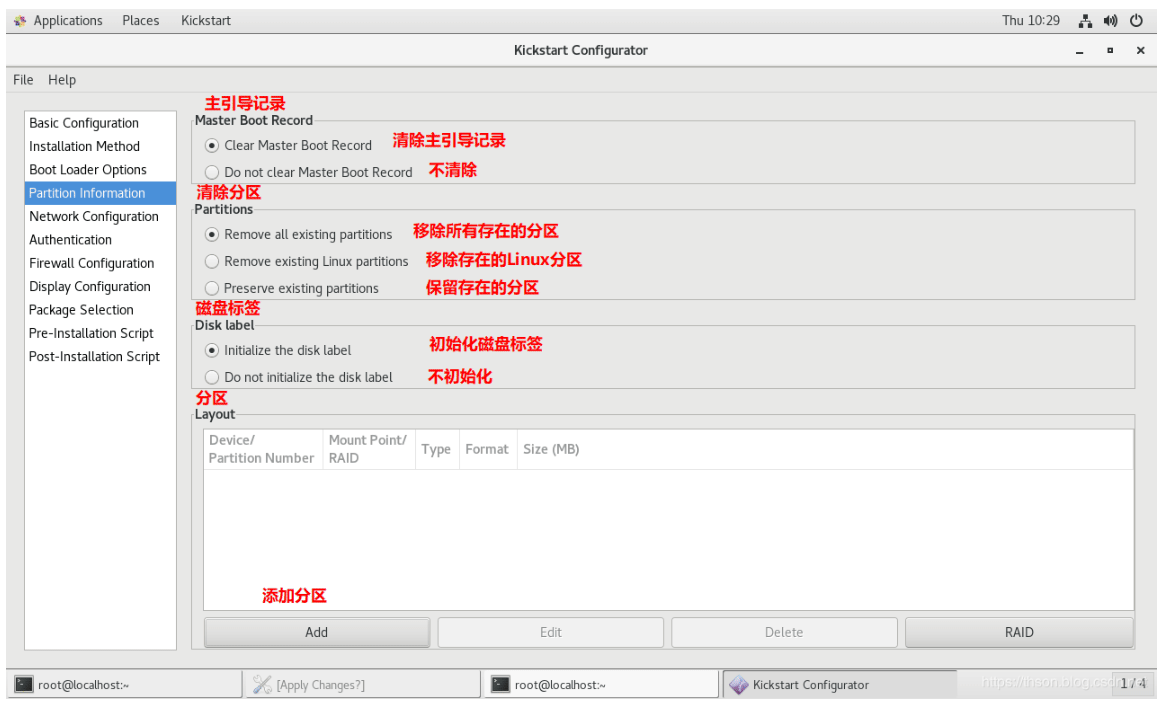 Applications Places Kickstart Thu 10:29
Kickstart Configurator
File Help
主引导记录
Master Boot Record
Clear Master Boot Record 清除主引导记录
Do not clear Master Boot Record 不清除
清除分区
Partitions
Remove all existing partitions 移除所有存在的分区
Remove existing Linux partitions 移除存在的Linux分区
Preserve existing partitions 保留存在的分区
磁盘标签
Disk label
Initialize the disk label 初始化磁盘标签
Do not initialize the disk label 不初始化
分区
Layout
Device/ Partition Number Mount Point/ RAID Type Format Size (MB)
添加分区
Add Edit Delete RAID
Basic Configuration
Installation Method
Boot Loader Options
Partition Information
Network Configuration
Authentication
Firewall Configuration
Display Configuration
Package Selection
Pre-Installation Script
Post-Installation Script
root@localhost:~ [Apply Changes?] root@localhost:~ Kickstart Configurator 1 / 4